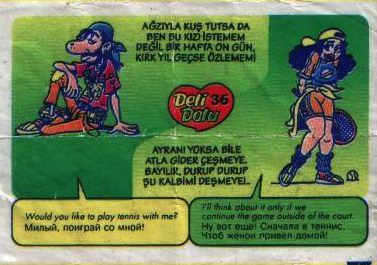 AĞZIYLA KUŞ TUTSA DA
BEN BU KIZI İSTEMEM
DEĞİL BİR HAFTA ON GÜN,
KIRK YIL GEÇSE ÖZLEMEM!
Deli 36
Dolu
AYRANI YOKSA BİLE
ATLA GİDER ÇEŞMEYE.
BAYILIR, DURUP DURUP
ŞU KALBİMİ DEŞMEYE!..
Would you like to play tennis with me?
Милый, поиграй со мной!
I'll think about it only if we
continue the game outside of the court.
Ну вот еще! Сначала в теннис.
Чтоб женой привел домой!